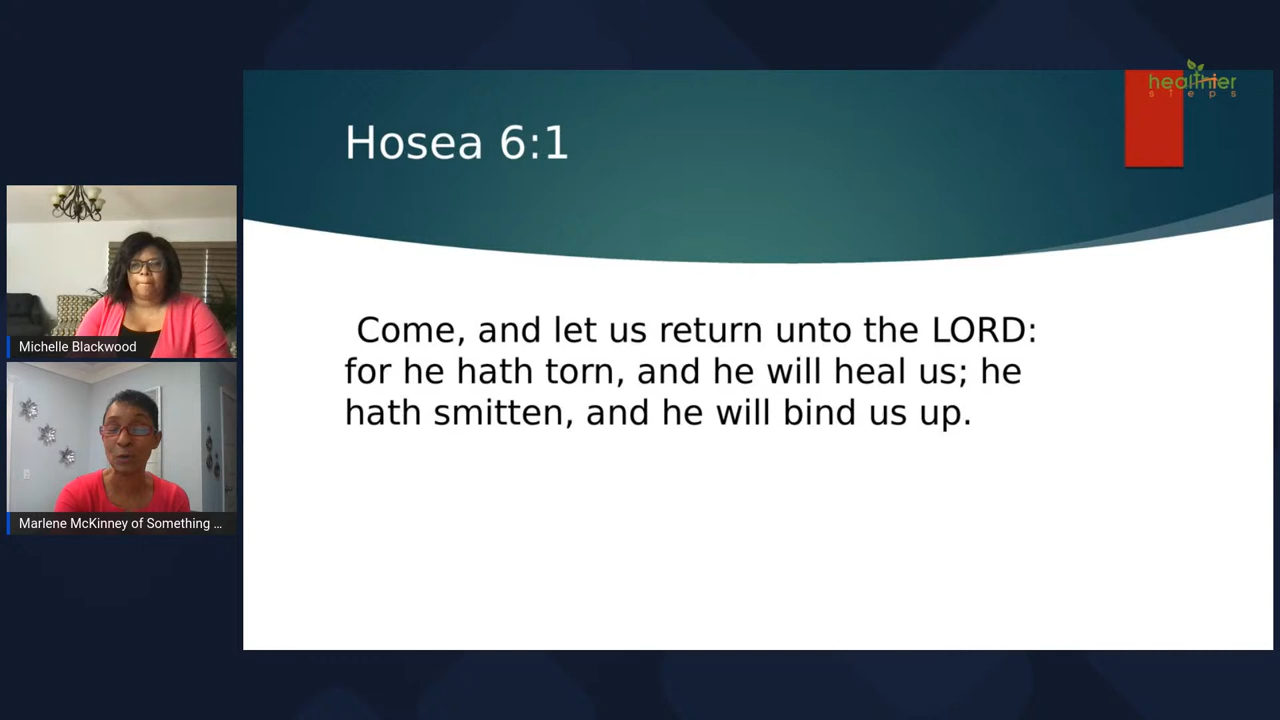 healthier
steps
Hosea 6:1
Come, and let us return unto the LORD:
for he hath torn, and he will heal us; he
hath smitten, and he will bind us up.
Michelle Blackwood
Marlene McKinney of Something ...